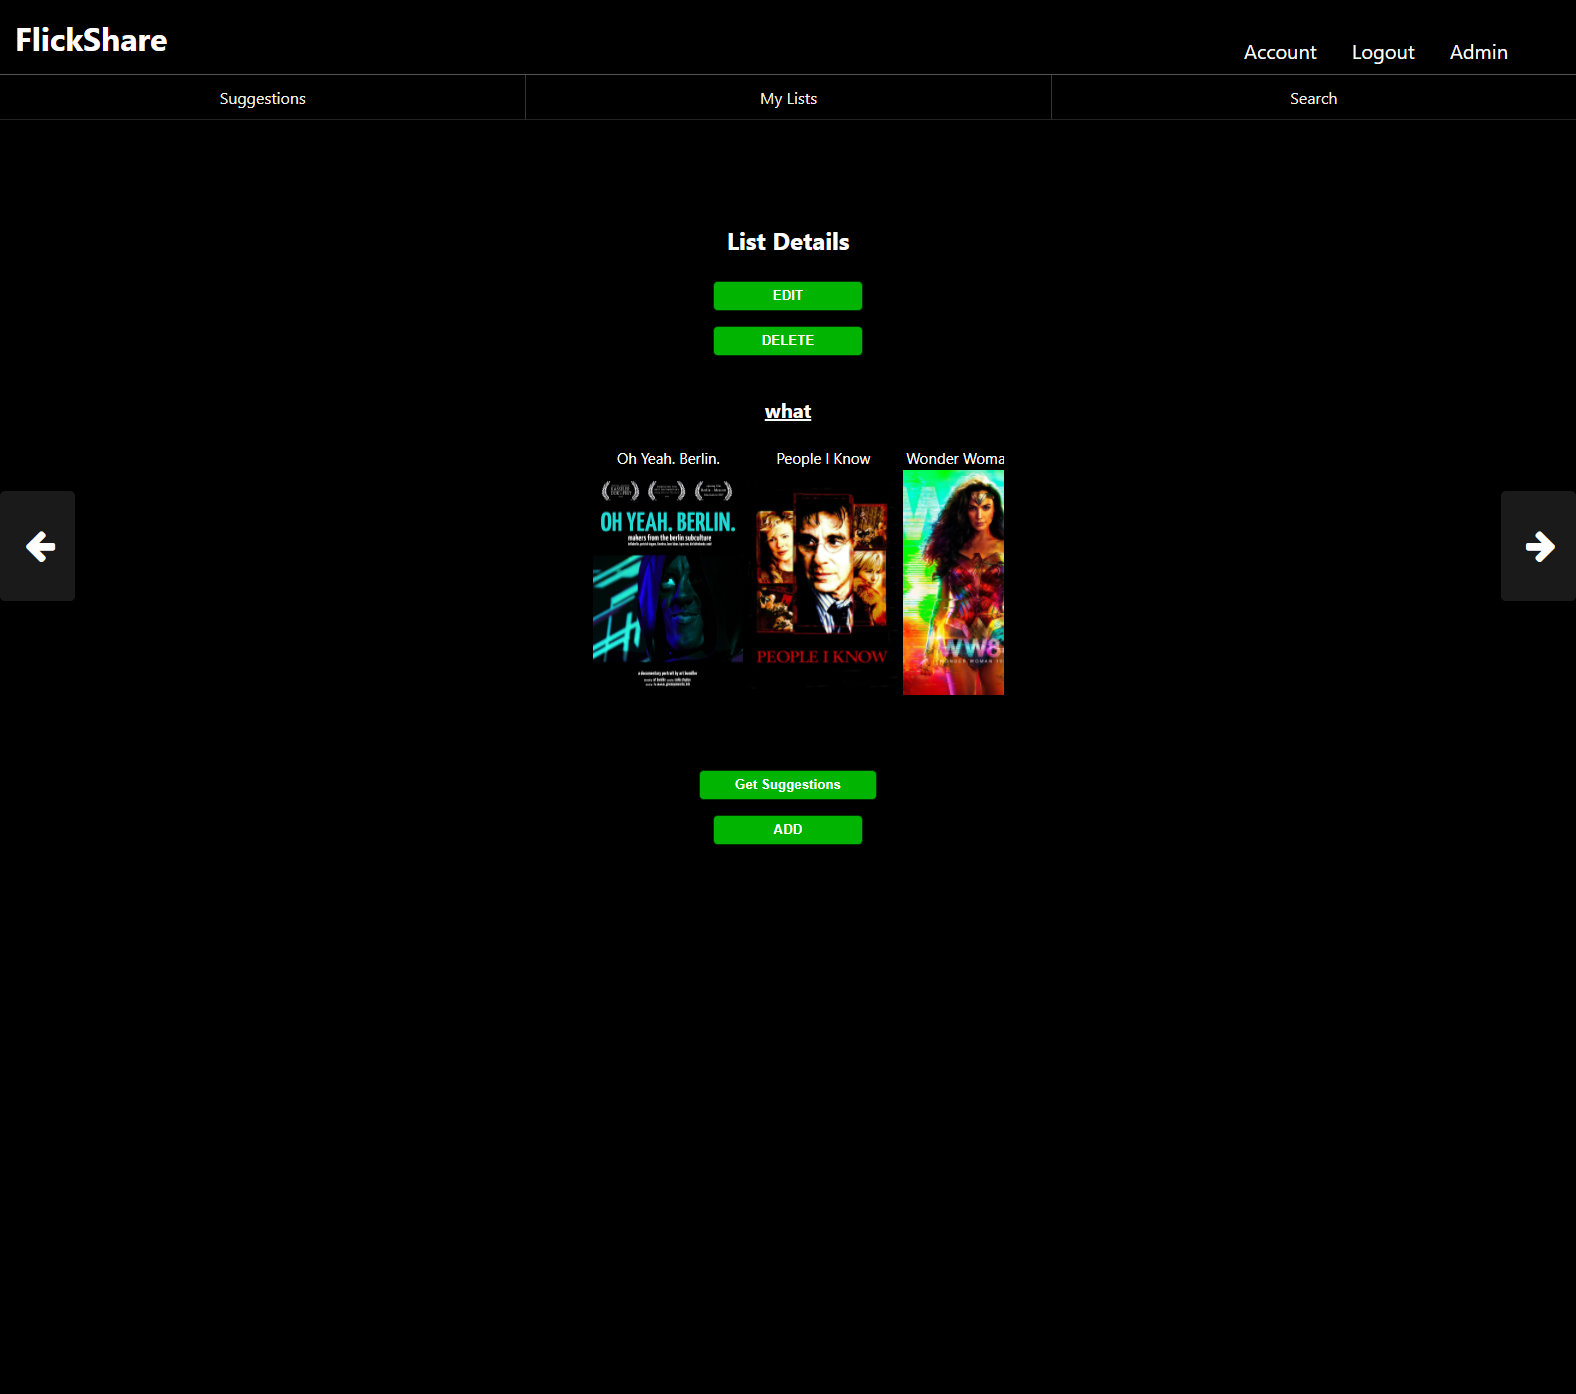 FlickShare
Account Logout Admin
Suggestions My Lists Search
List Details
EDIT
DELETE
what
Oh Yeah. Berlin. People I Know Wonder Woma
OH YEAH. BERLIN.
makers from the berlin subculture
PEOPLE I KNOW
WW8
Get Suggestions
ADD